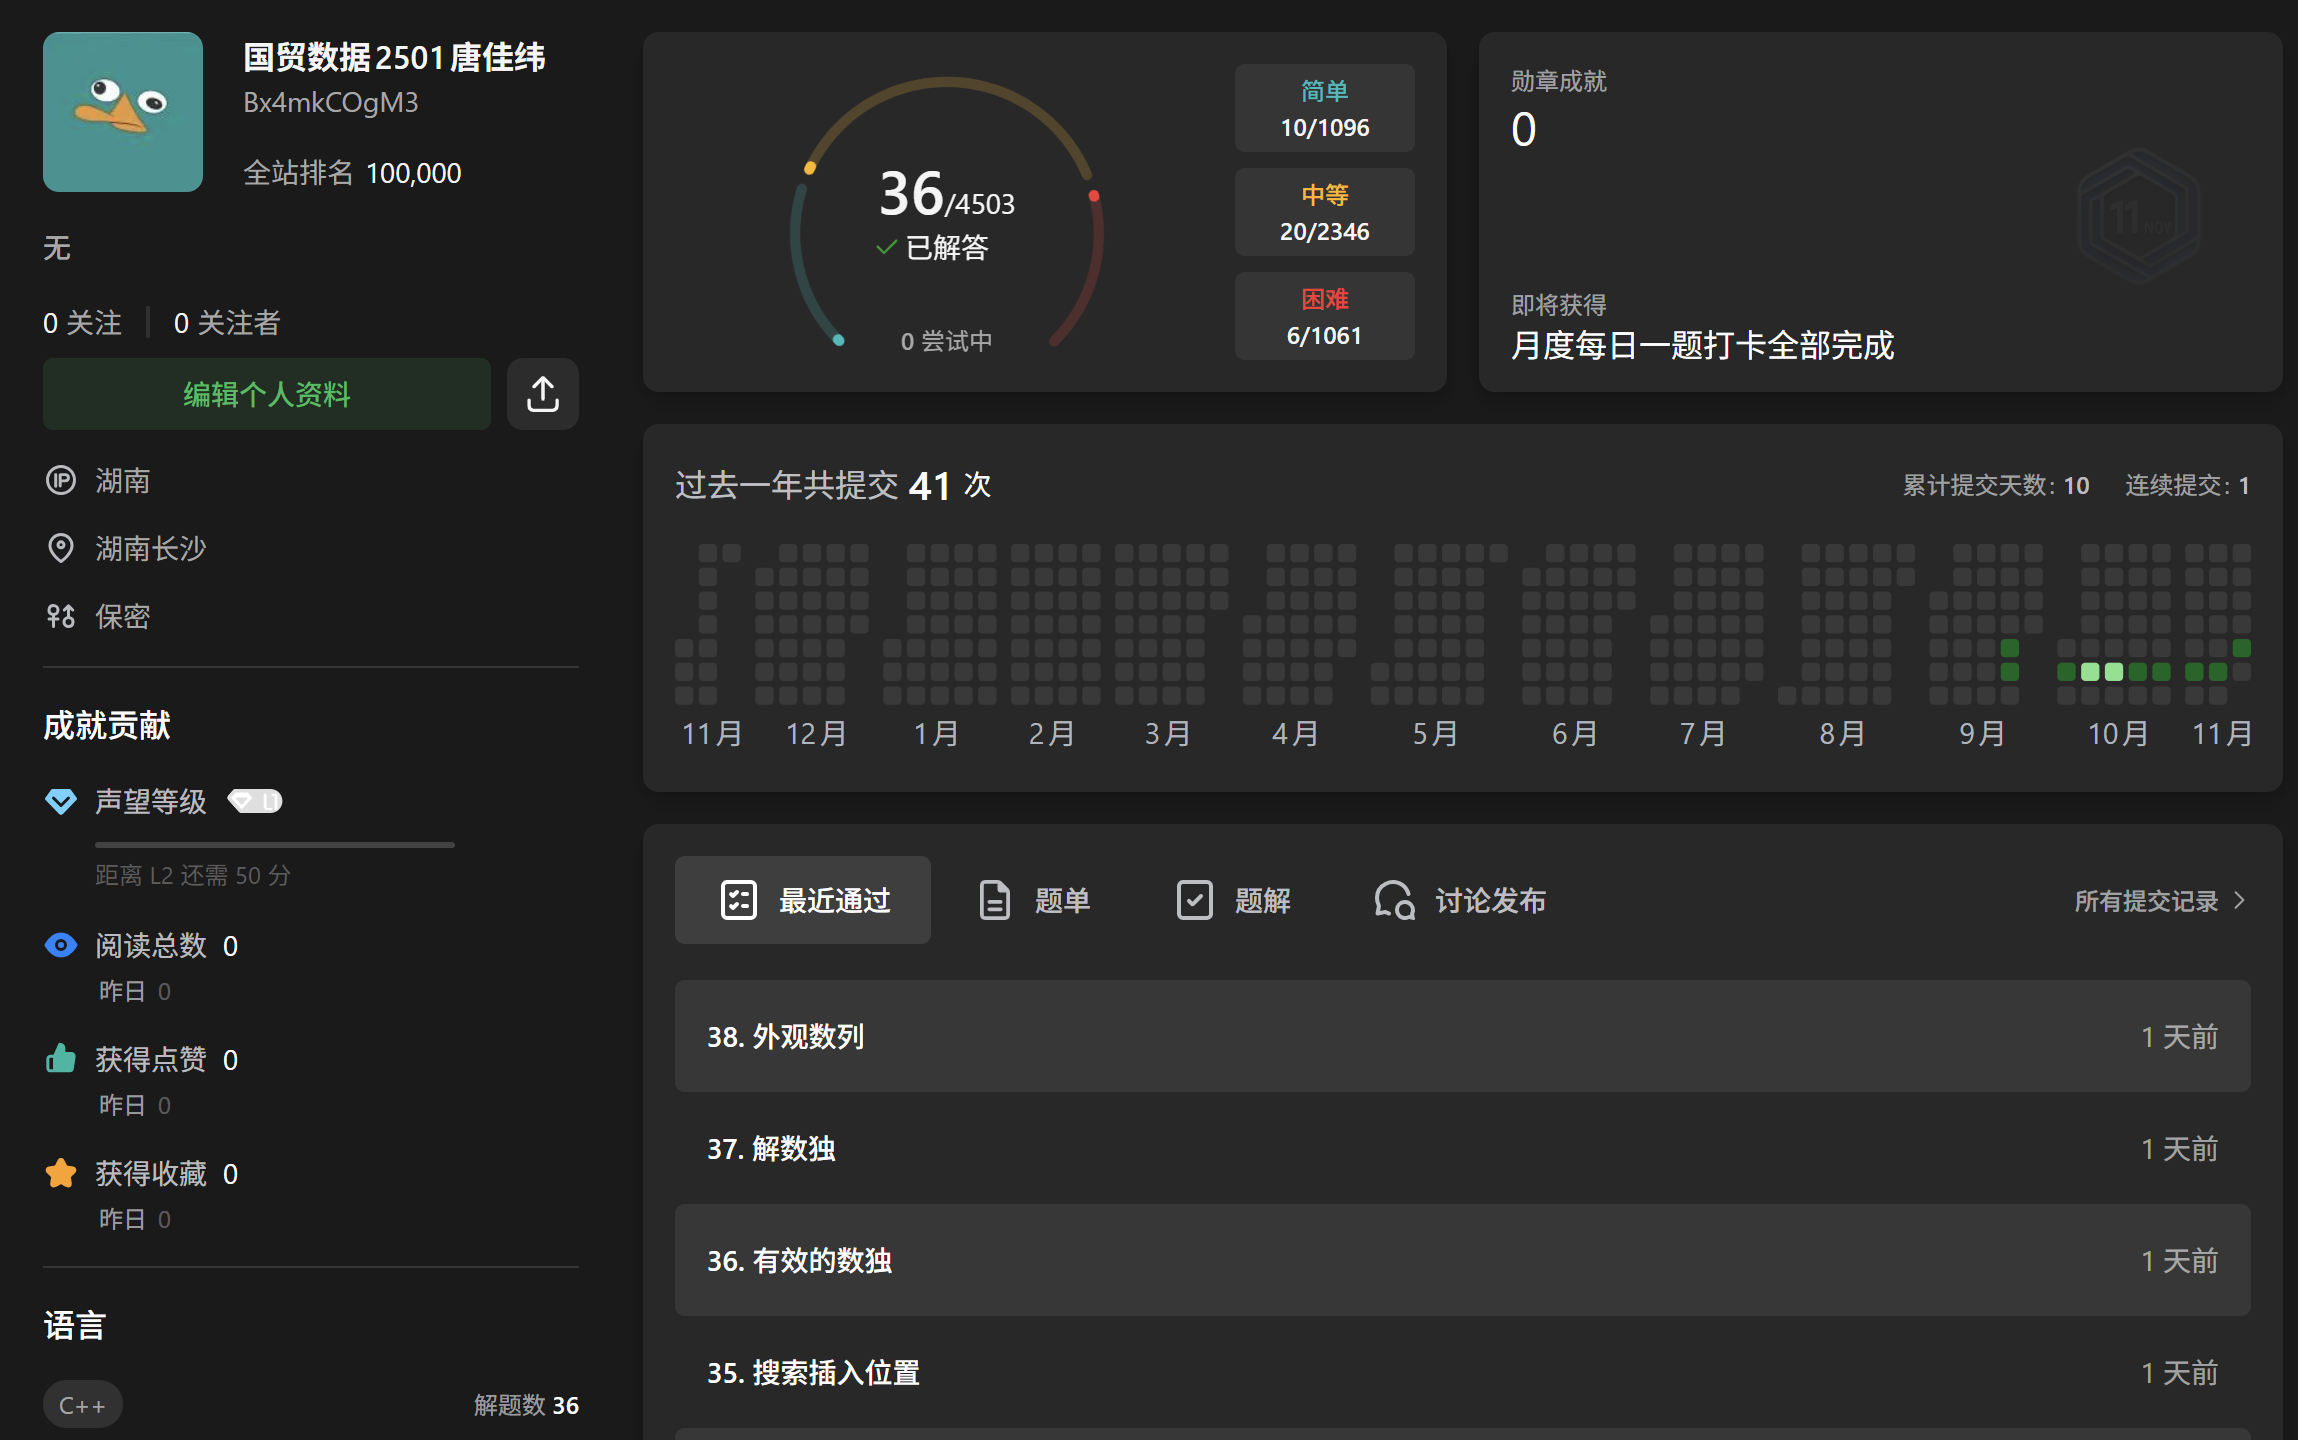 国贸数据2501唐佳纬
Bx4mkCOgM3
全站排名 100,000
无
0 关注 0 关注者
编辑个人资料
IP 湖南
湖南长沙
保密
成就贡献
声望等级 L1
距离 L2 还需 50 分
阅读总数 0
昨日 0
获得点赞 0
昨日 0
获得收藏 0
昨日 0
语言
C++ 解题数 36
36/4503
已解答
0 尝试中
简单
10/1096
中等
20/2346
困难
6/1061
勋章成就
0
11 NOV
即将获得
月度每日一题打卡全部完成
过去一年共提交 41 次
累计提交天数: 10 连续提交: 1
11月 12月 1月 2月 3月 4月 5月 6月 7月 8月 9月 10月 11月
最近通过 题单 题解 讨论发布 所有提交记录 >
38. 外观数列 1 天前
37. 解数独 1 天前
36. 有效的数独 1 天前
35. 搜索插入位置 1 天前